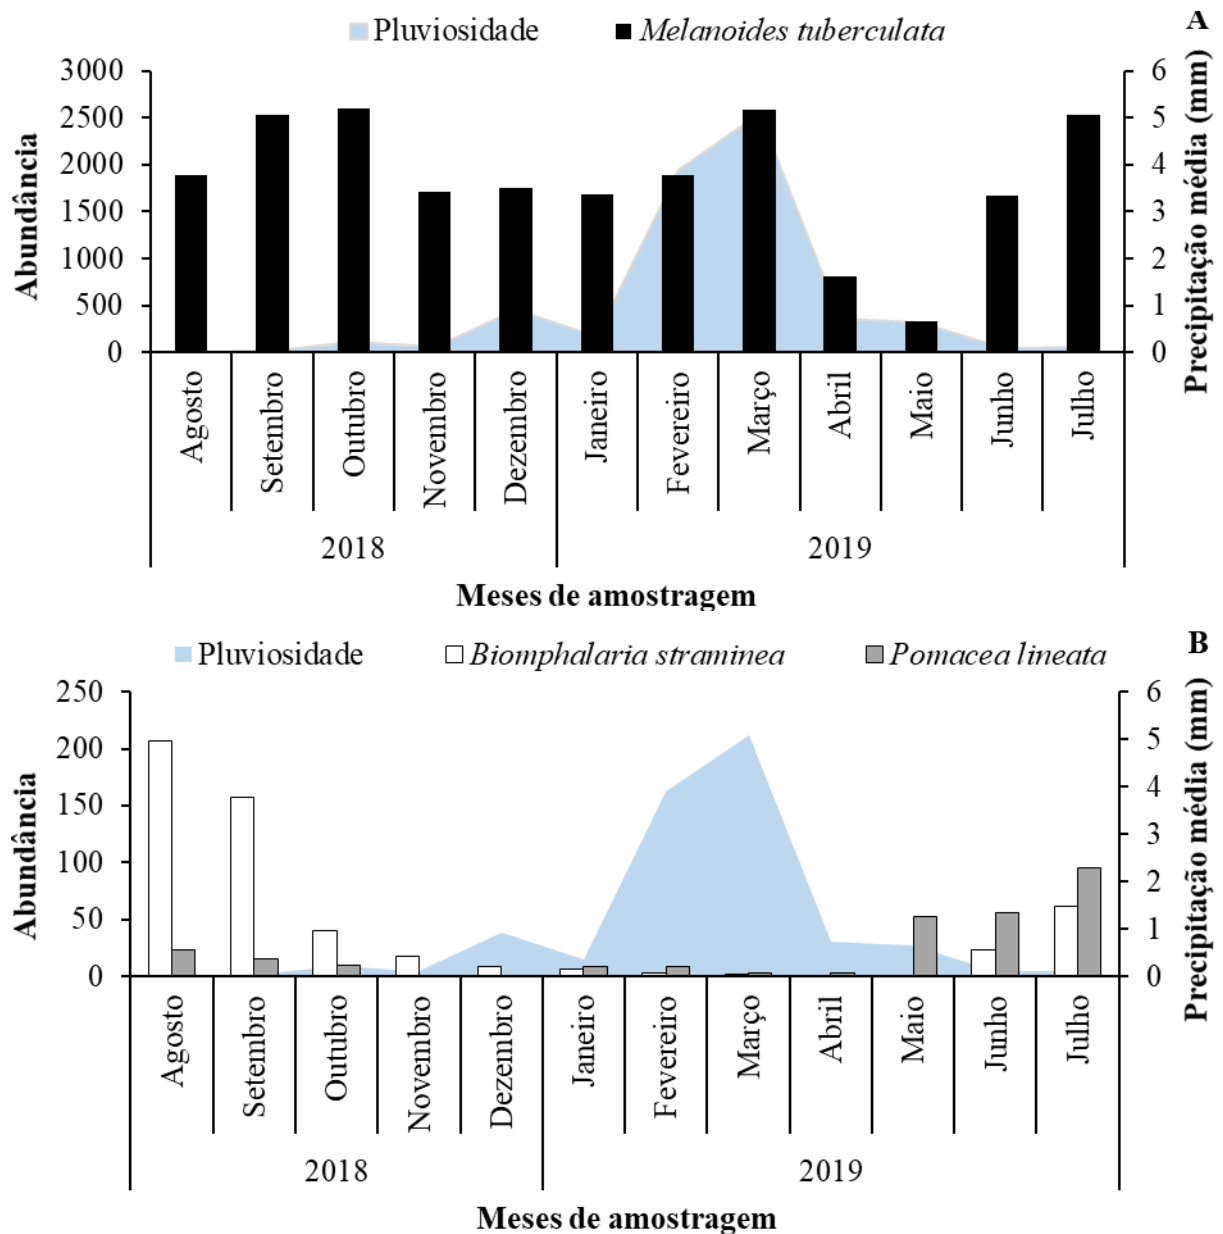 A
Pluviosidade Melanoides tuberculata
3000 6
2500 5
2000 4
1500 3
1000 2
500 1
0 0
Abundância
Precipitação média (mm)
Agosto Setembro Outubro Novembro Dezembro Janeiro Fevereiro Março Abril Maio Junho Julho
2018 2019
Meses de amostragem
B
Pluviosidade Biomphalaria straminea Pomacea lineata
250 6
200 5
150 4
100 3
50 2
0 1
0
Abundância
Precipitação média (mm)
Agosto Setembro Outubro Novembro Dezembro Janeiro Fevereiro Março Abril Maio Junho Julho
2018 2019
Meses de amostragem